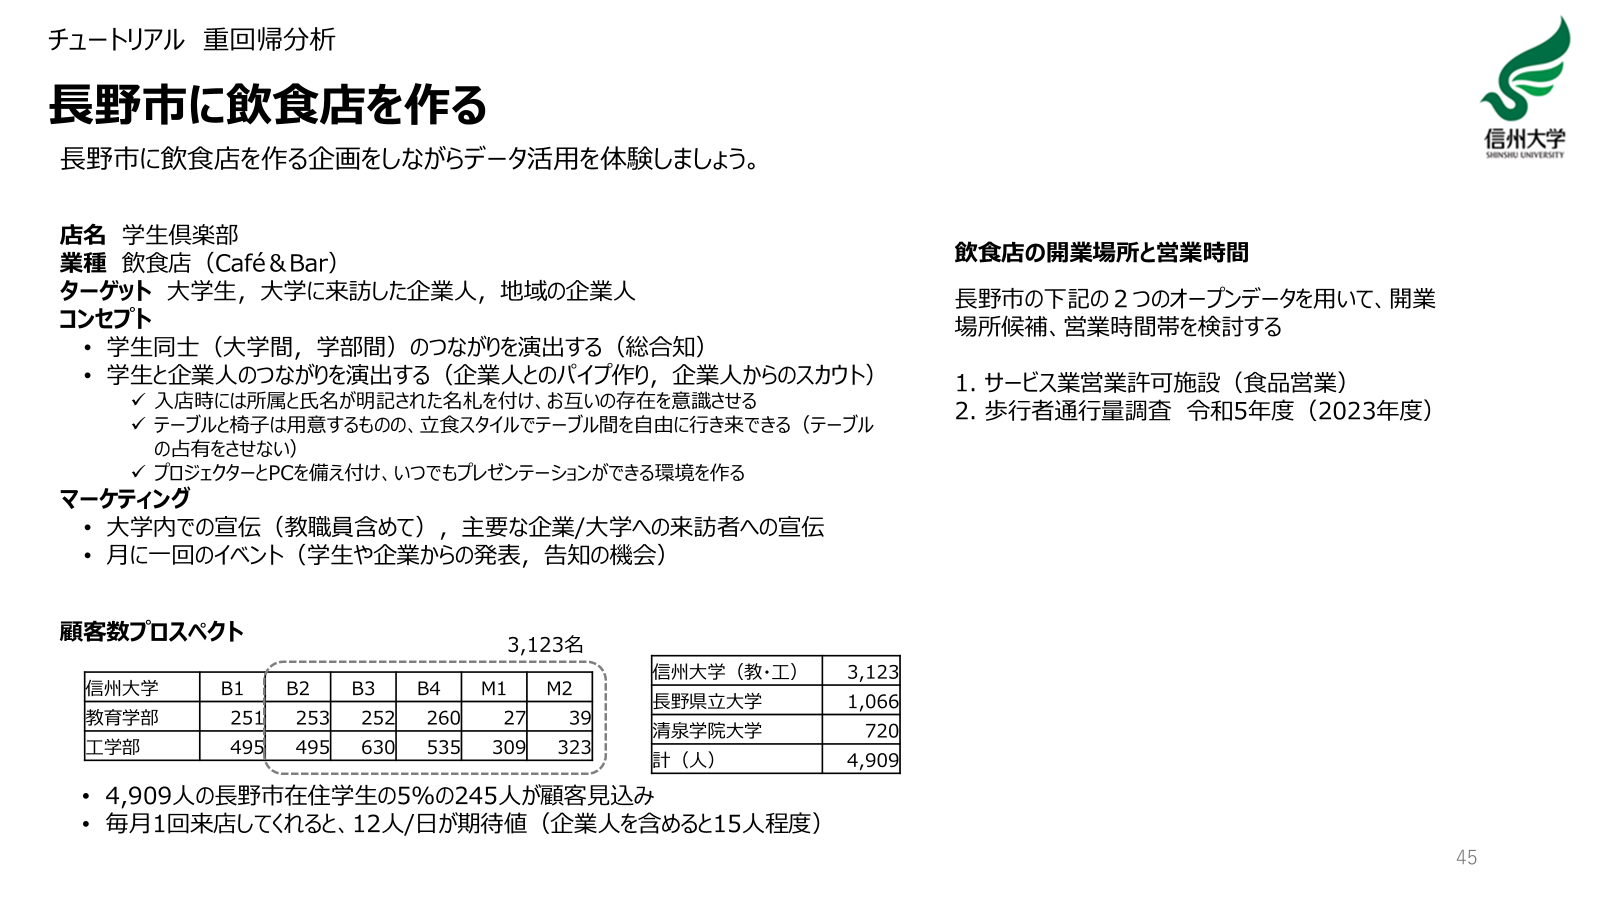 チュートリアル 重回帰分析
長野市に飲食店を作る
長野市に飲食店を作る企画をしながらデータ活用を体験しましょう。
信州大学
SHINSHU UNIVERSITY
店名 学生倶楽部
業種 飲食店（Café＆Bar）
ターゲット 大学生，大学に来訪した企業人，地域の企業人
コンセプト
• 学生同士（大学間，学部間）のつながりを演出する（総合知）
• 学生と企業人のつながりを演出する（企業人とのパイプ作り，企業人からのスカウト）
✓ 入店時には所属と氏名が明記された名札を付け、お互いの存在を意識させる
✓ テーブルと椅子は用意するものの、立食スタイルでテーブル間を自由に行き来できる（テーブル
の占有をさせない）
✓ プロジェクターとPCを備え付け、いつでもプレゼンテーションができる環境を作る
マーケティング
• 大学内での宣伝（教職員含めて），主要な企業/大学への来訪者への宣伝
• 月に一回のイベント（学生や企業からの発表，告知の機会）
飲食店の開業場所と営業時間
長野市の下記の２つのオープンデータを用いて、開業
場所候補、営業時間帯を検討する
1. サービス業営業許可施設（食品営業）
2. 歩行者通行量調査 令和5年度（2023年度）
顧客数プロスペクト
3,123名
信州大学 B1 B2 B3 B4 M1 M2
教育学部 251 253 252 260 27 39
工学部 495 495 630 535 309 323
信州大学（教･工） 3,123
長野県立大学 1,066
清泉学院大学 720
計（人） 4,909
• 4,909人の長野市在住学生の5%の245人が顧客見込み
• 毎月1回来店してくれると、12人/日が期待値（企業人を含めると15人程度）
45